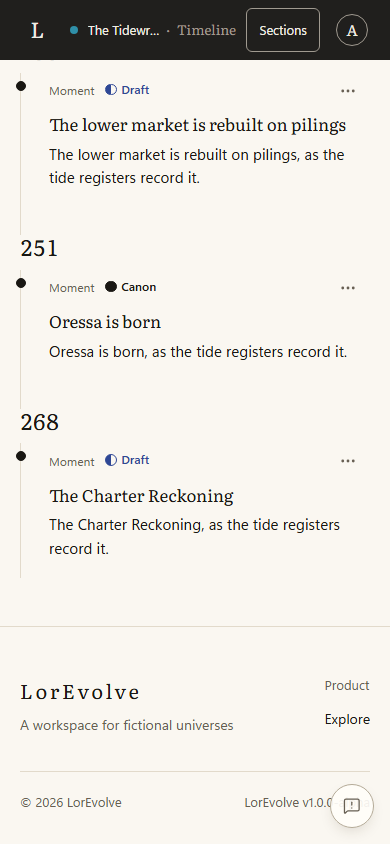 L
The Tidewr... · Timeline
Sections
A
Moment Draft
The lower market is rebuilt on pilings
The lower market is rebuilt on pilings, as the
tide registers record it.
251
Moment Canon
Oressa is born
Oressa is born, as the tide registers record it.
268
Moment Draft
The Charter Reckoning
The Charter Reckoning, as the tide registers
record it.
LorEvolve
A workspace for fictional universes
Product
Explore
© 2026 LorEvolve
LorEvolve v1.0.0